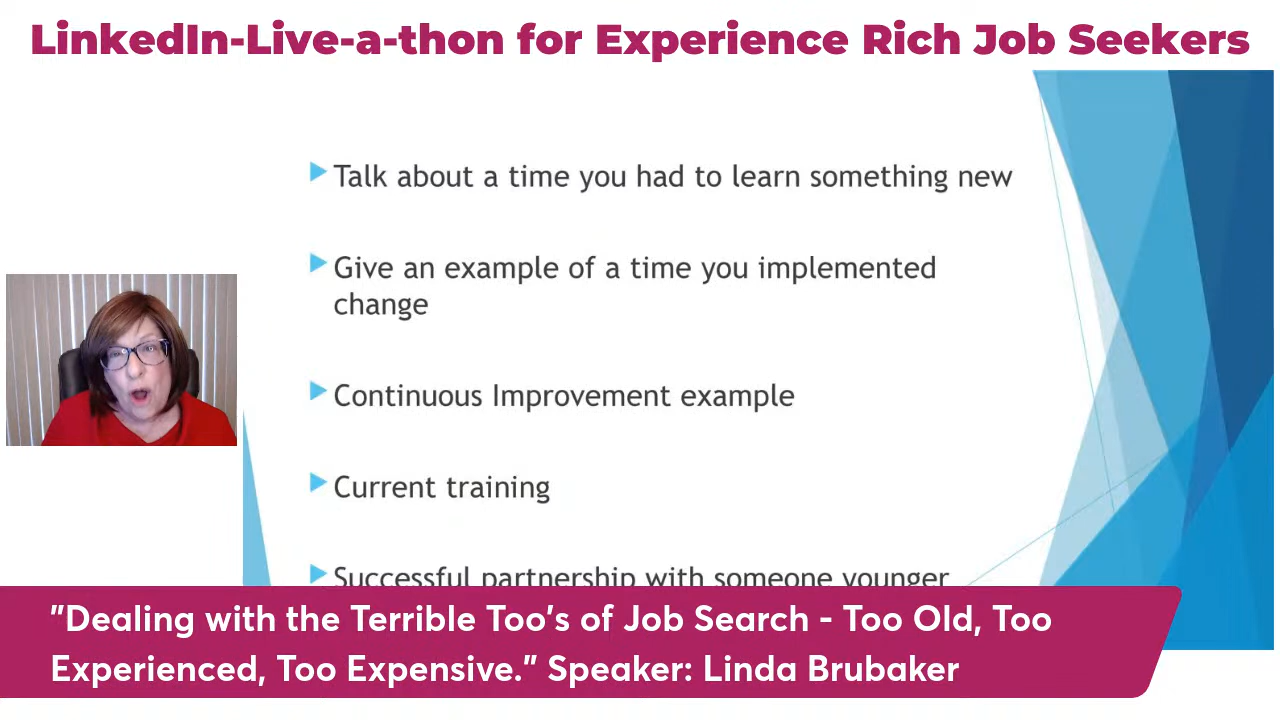 LinkedIn-Live-a-thon for Experience Rich Job Seekers
Talk about a time you had to learn something new
Give an example of a time you implemented
change
Continuous Improvement example
Current training
Successful partnership with someone younger
"Dealing with the Terrible Too's of Job Search - Too Old, Too
Experienced, Too Expensive." Speaker: Linda Brubaker